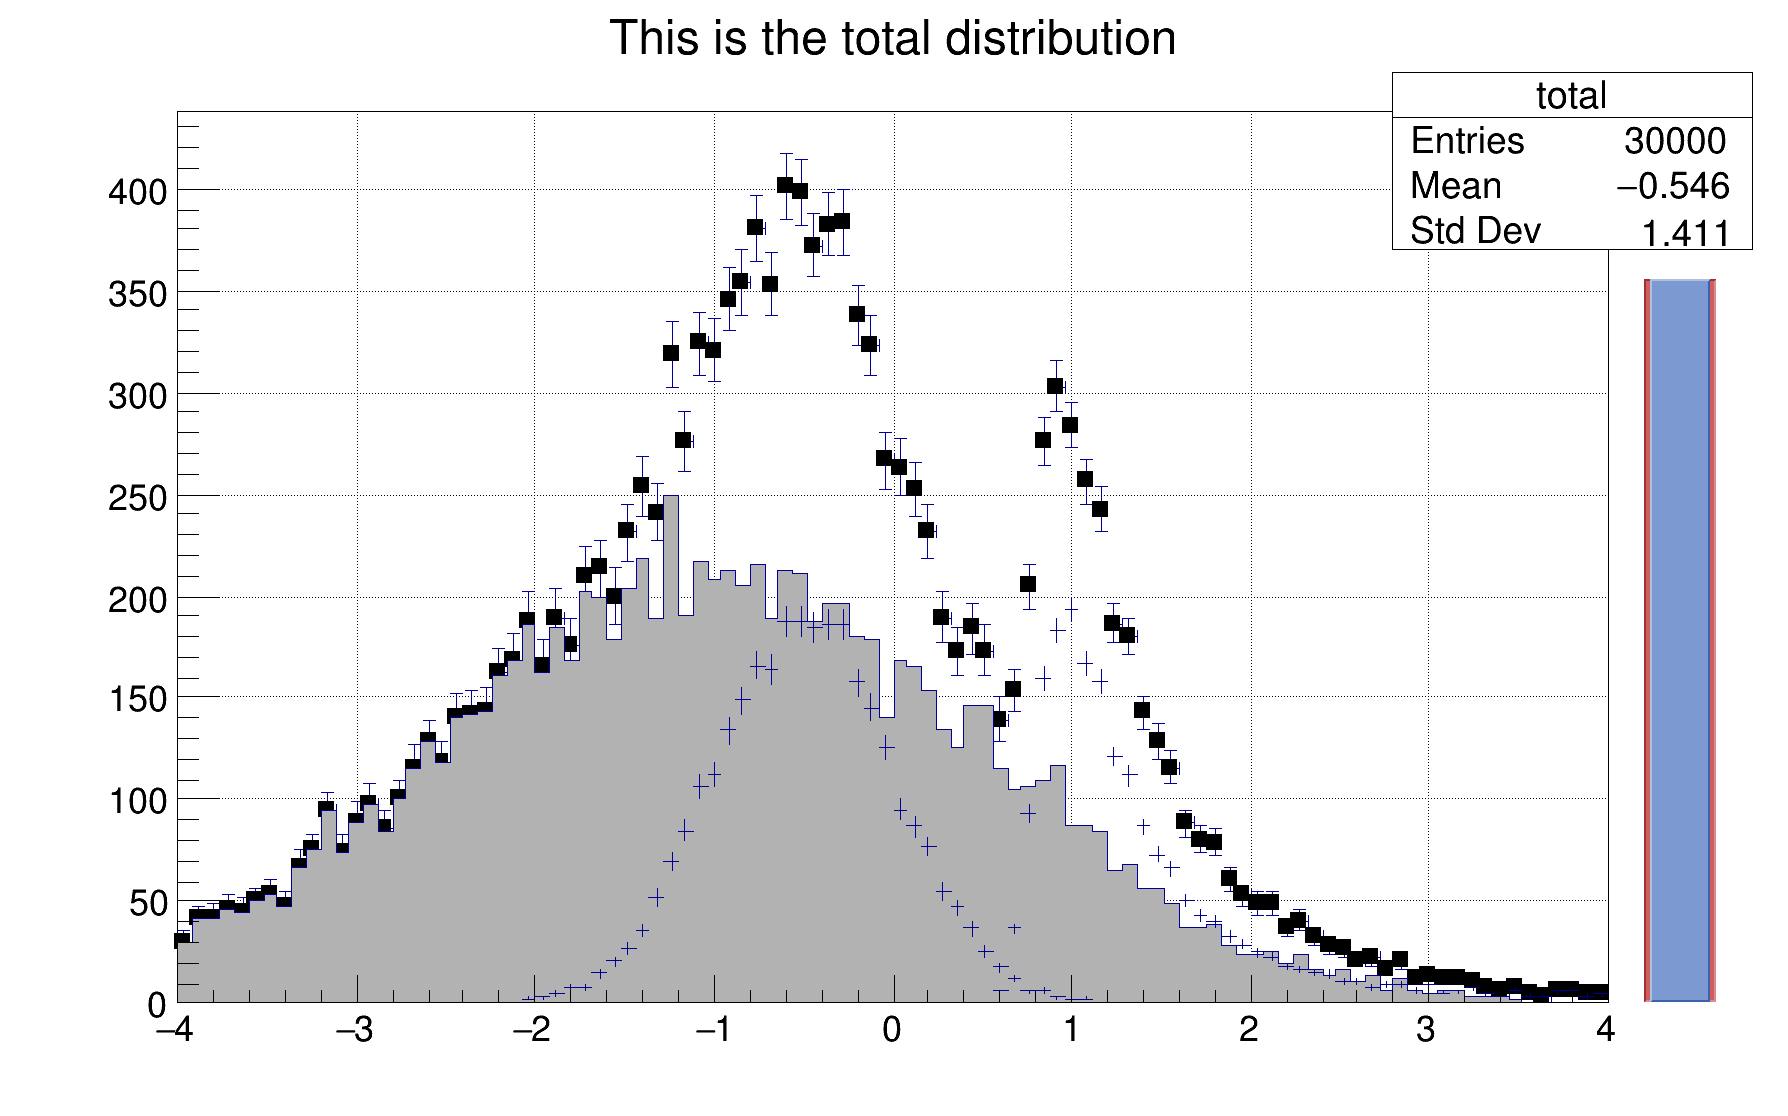 This is the total distribution
total
Entries 30000
Mean −0.546
Std Dev 1.411
400
350
300
250
200
150
100
50
0
−4 −3 −2 −1 0 1 2 3 4